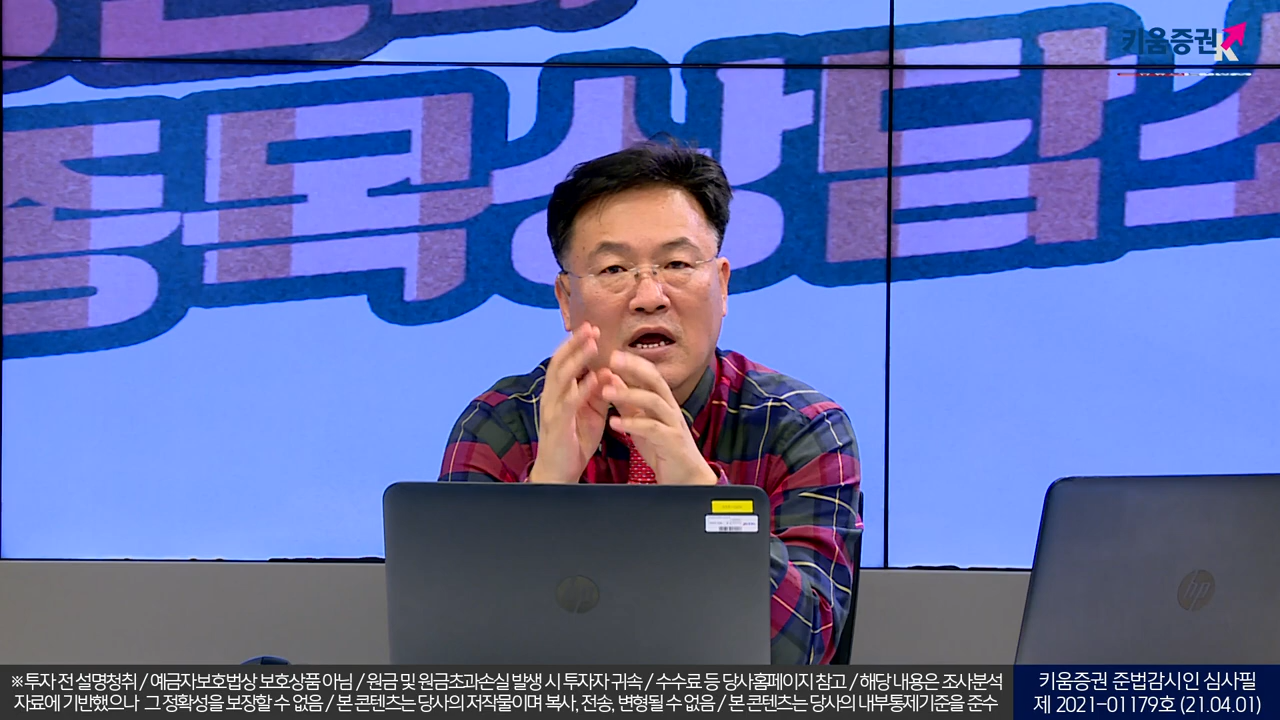 키움증권
종목상담소
※ 투자 전 설명청취 / 예금자보호법상 보호상품 아님 / 원금 및 원금초과손실 발생 시 투자자 귀속 / 수수료 등 당사홈페이지 참고 / 해당 내용은 조사분석
자료에 기반했으나 그 정확성을 보장할 수 없음 / 본 콘텐츠는 당사의 저작물이며 복사, 전송, 변형될 수 없음 / 본 콘텐츠는 당사의 내부통제기준을 준수
키움증권 준법감시인 심사필
제 2021-01179호 (21.04.01)
hp
hp